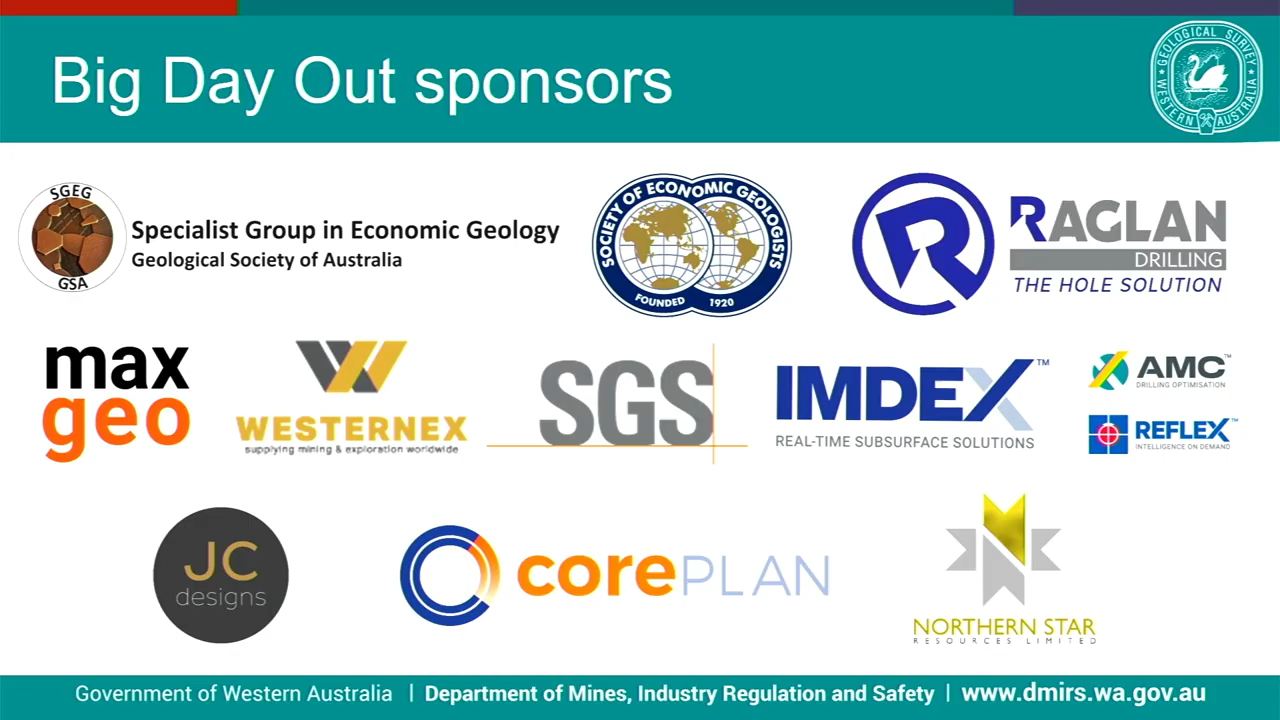 Big Day Out sponsors
GEOLOGICAL SURVEY
WESTERN AUSTRALIA
SGEG
GSA
Specialist Group in Economic Geology
Geological Society of Australia
SOCIETY OF ECONOMIC GEOLOGISTS
FOUNDED 1920
R
RAGLAN
DRILLING
THE HOLE SOLUTION
max
geo
WESTERNEX
supplying mining & exploration worldwide
SGS
IMDEX™
REAL-TIME SUBSURFACE SOLUTIONS
AMC™
DRILLING OPTIMISATION
REFLEX™
INTELLIGENCE ON DEMAND
JC
designs
corePLAN
NORTHERN STAR
RESOURCES LIMITED
Government of Western Australia | Department of Mines, Industry Regulation and Safety | www.dmirs.wa.gov.au